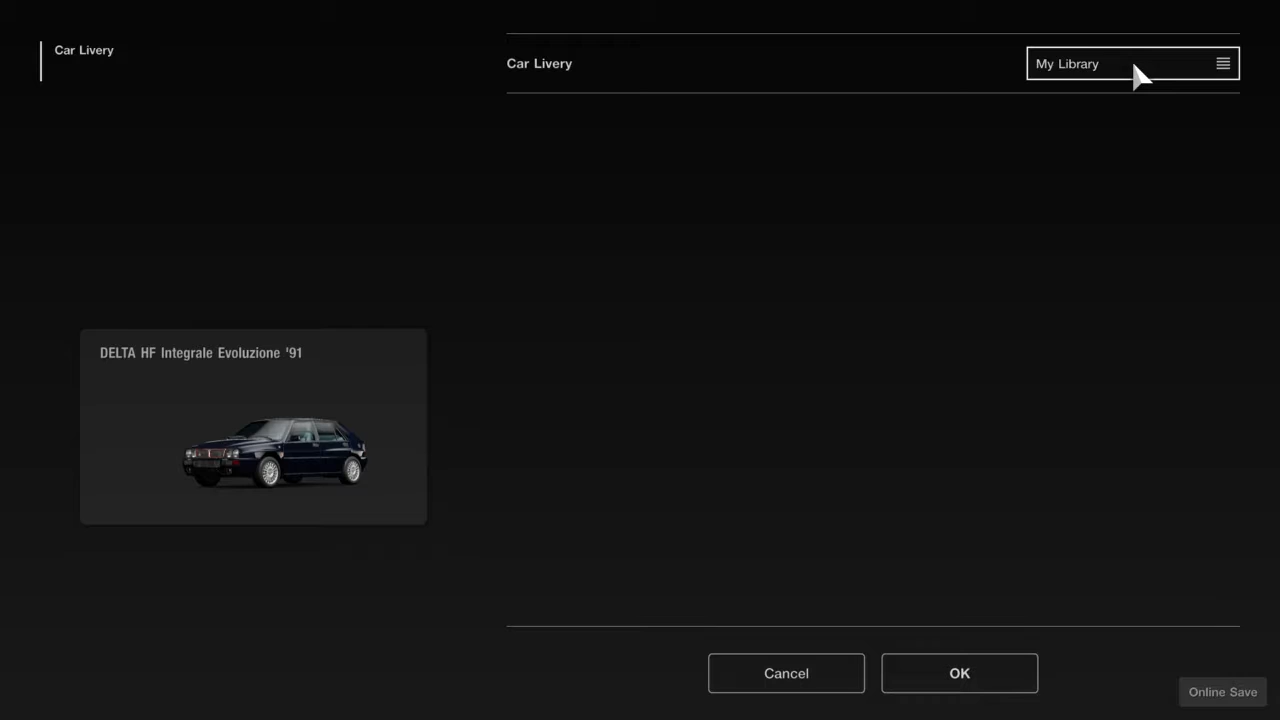 Car Livery
Car Livery
My Library
DELTA HF Integrale Evoluzione '91
Cancel
OK
Online Save